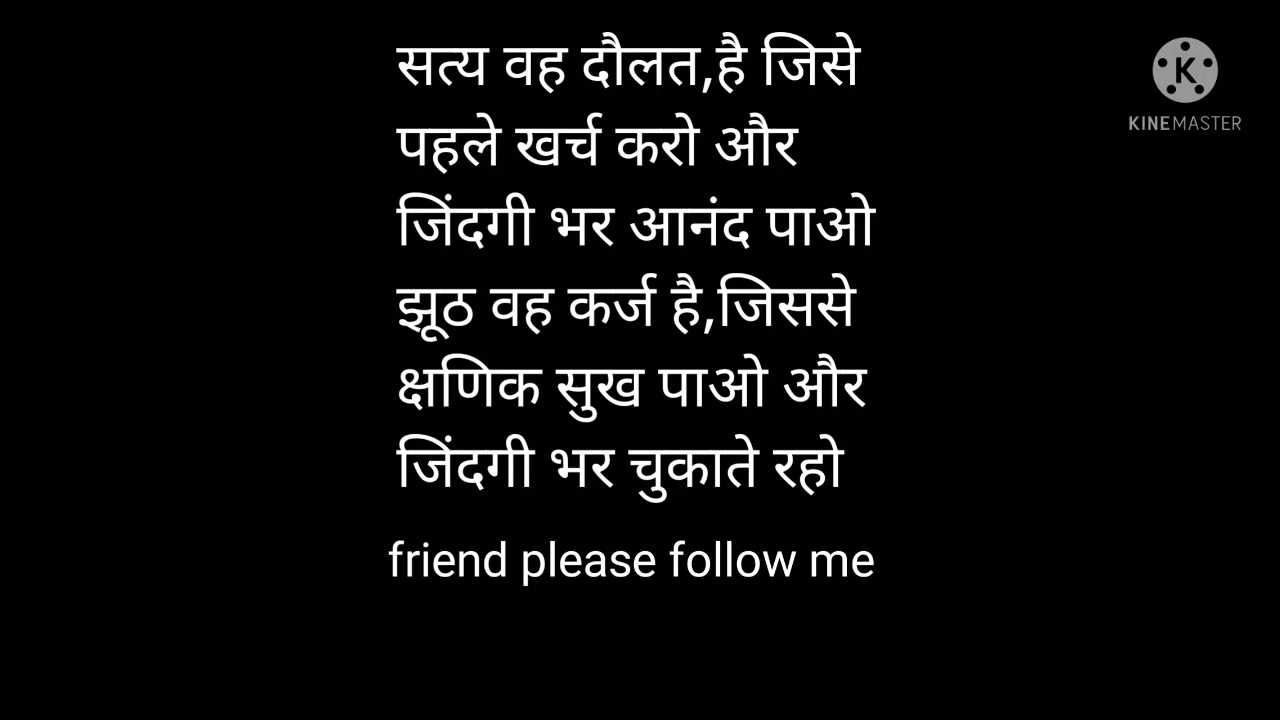 सत्य वह दौलत,है जिसे
पहले खर्च करो और
जिंदगी भर आनंद पाओ
झूठ वह कर्ज है,जिससे
क्षणिक सुख पाओ और
जिंदगी भर चुकाते रहो
friend please follow me
K
KINEMASTER